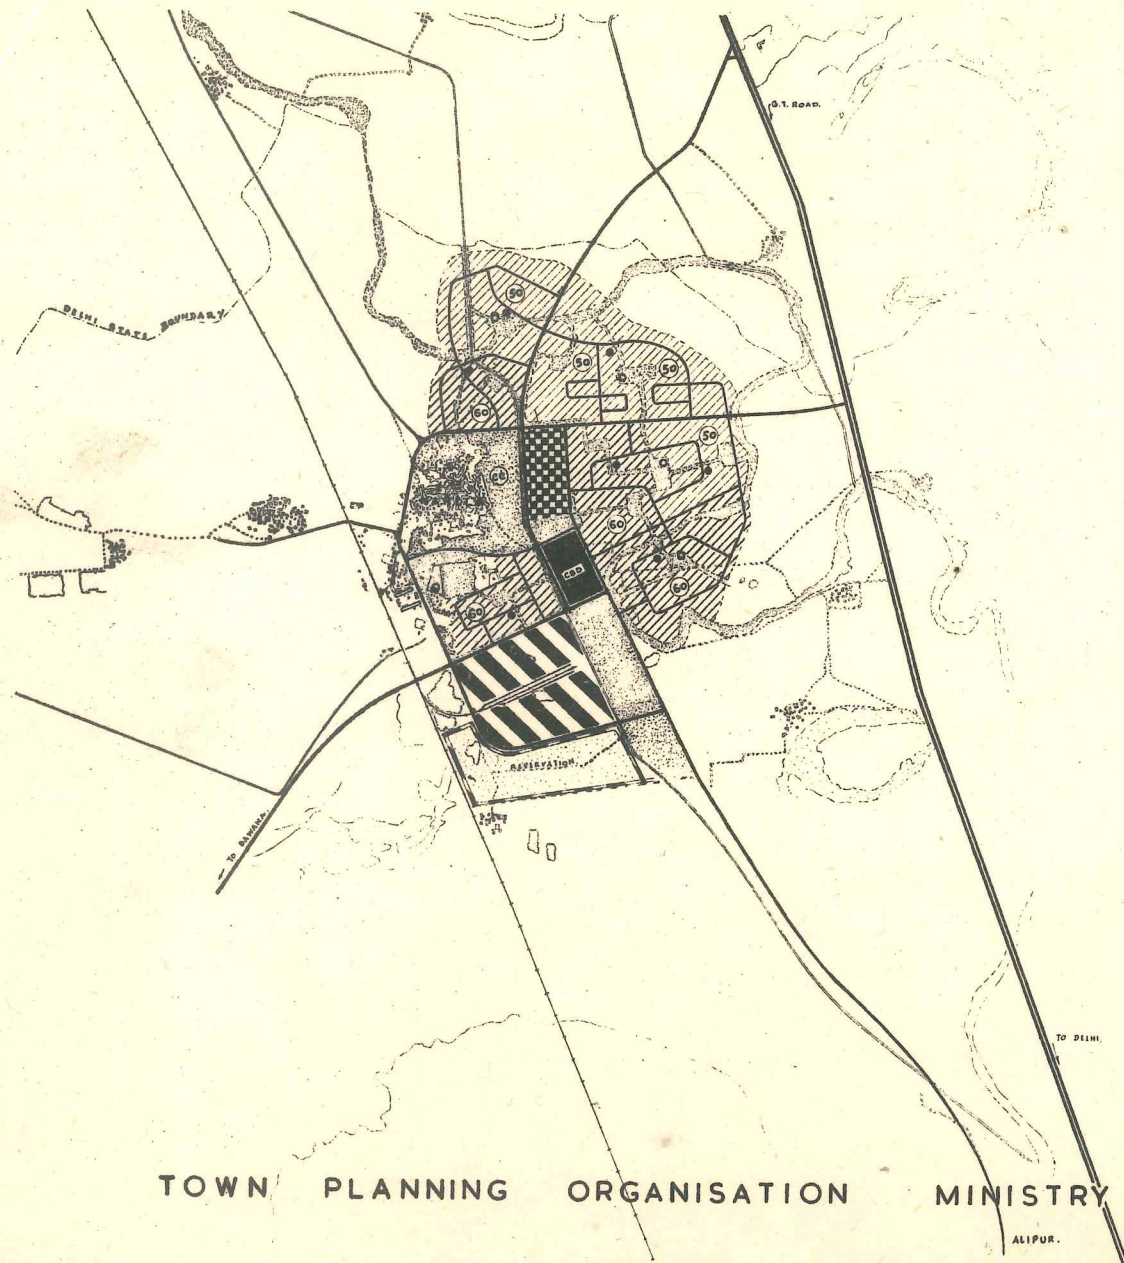 G.T. ROAD.
DELHI STATE BOUNDARY
50
50
50
60
50
60
60
CBD
60
60
RESERVATION
TO BAWANA.
TO DELHI.
TOWN PLANNING ORGANISATION MINISTRY
ALIPUR.